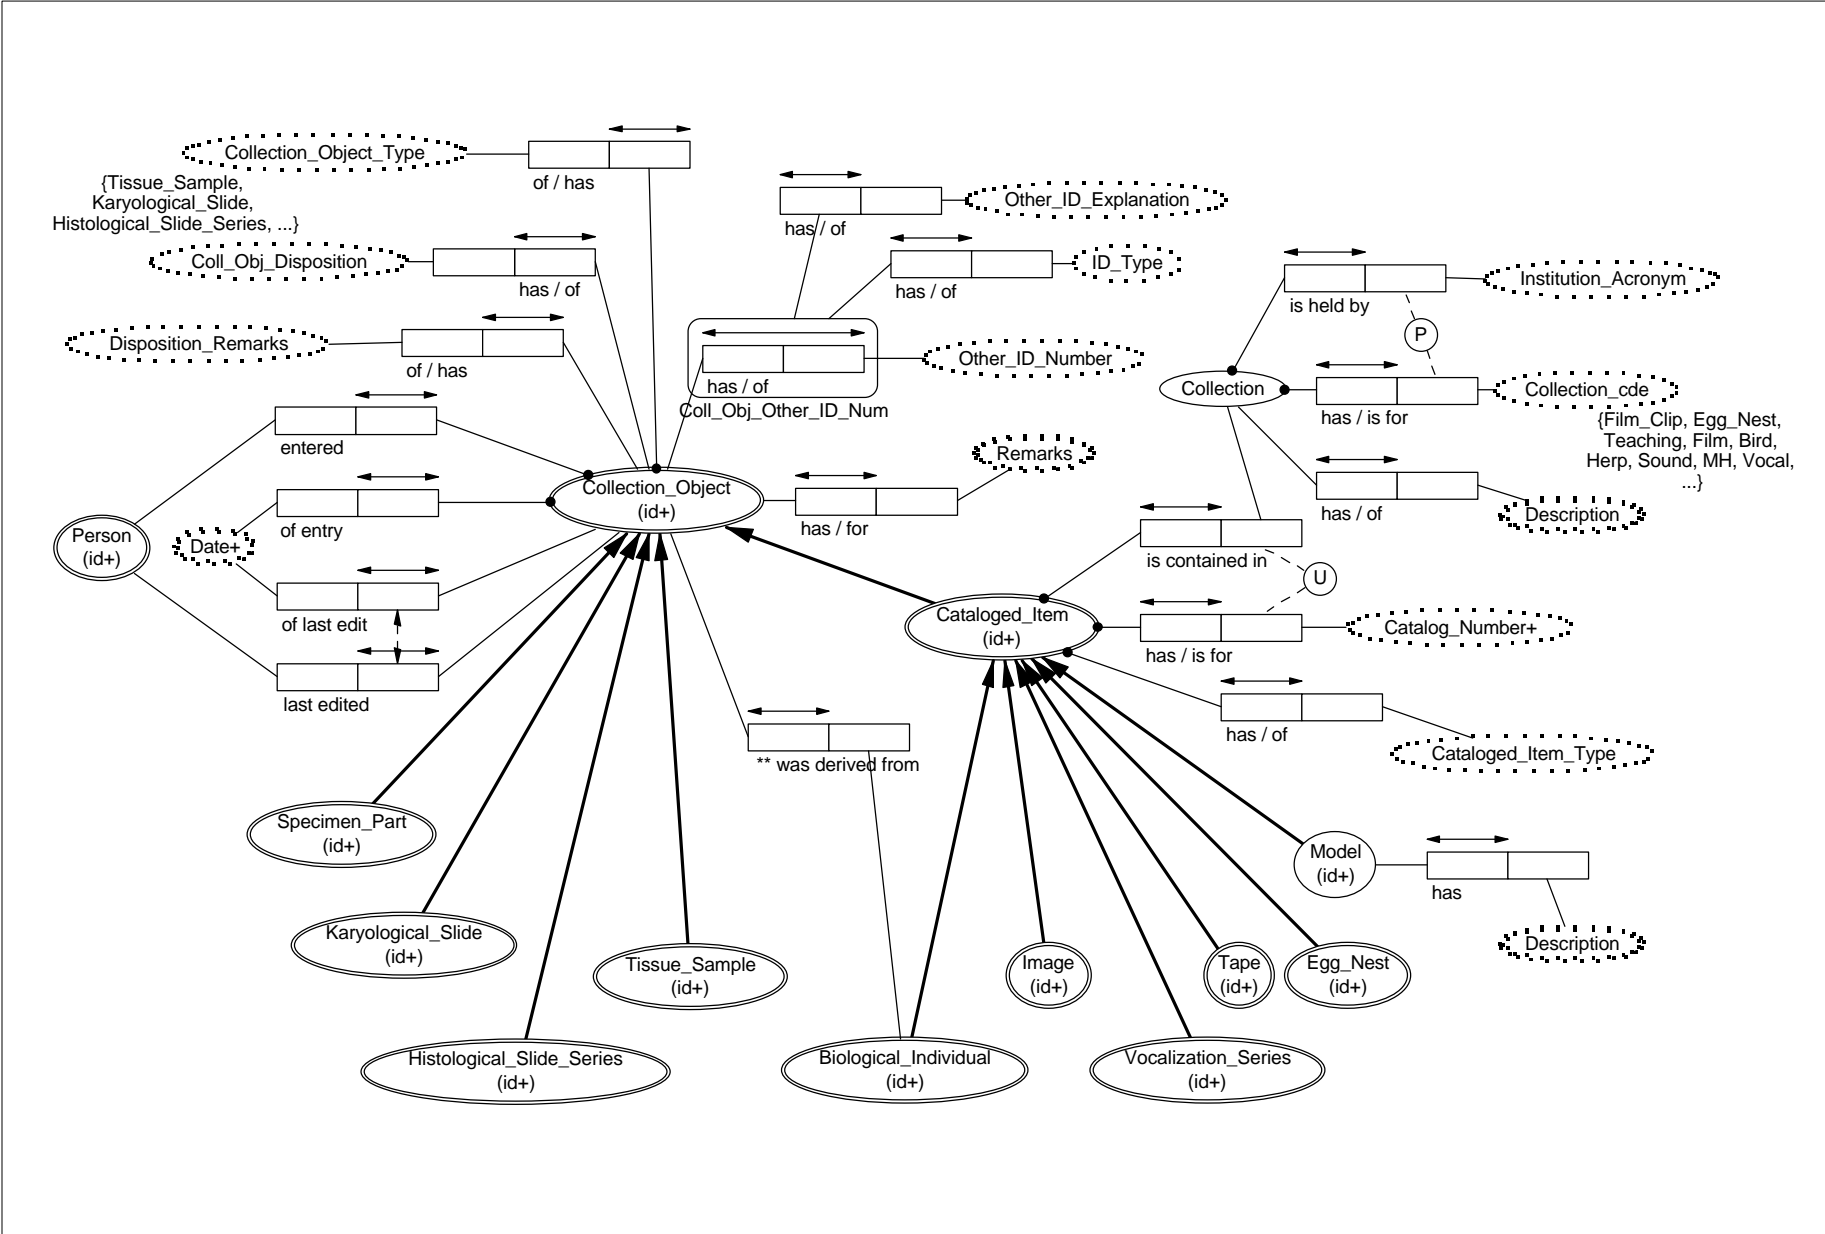 Collection_Object_Type
{Tissue_Sample,
Karyological_Slide,
Histological_Slide_Series, ...}
of / has
Coll_Obj_Disposition
has / of
Disposition_Remarks
of / has
has / of
Other_ID_Explanation
has / of
ID_Type
has / of
Other_ID_Number
Coll_Obj_Other_ID_Num
is held by
Institution_Acronym
P
Collection
has / is for
Collection_cde
{Film_Clip, Egg_Nest,
Teaching, Film, Bird,
Herp, Sound, MH, Vocal,
...}
has / of
Description
entered
Person
(id+)
Date+
of entry
of last edit
last edited
Collection_Object
(id+)
has / for
Remarks
is contained in
U
Cataloged_Item
(id+)
has / is for
Catalog_Number+
has / of
Cataloged_Item_Type
** was derived from
Specimen_Part
(id+)
Karyological_Slide
(id+)
Tissue_Sample
(id+)
Histological_Slide_Series
(id+)
Biological_Individual
(id+)
Image
(id+)
Vocalization_Series
(id+)
Tape
(id+)
Egg_Nest
(id+)
Model
(id+)
has
Description